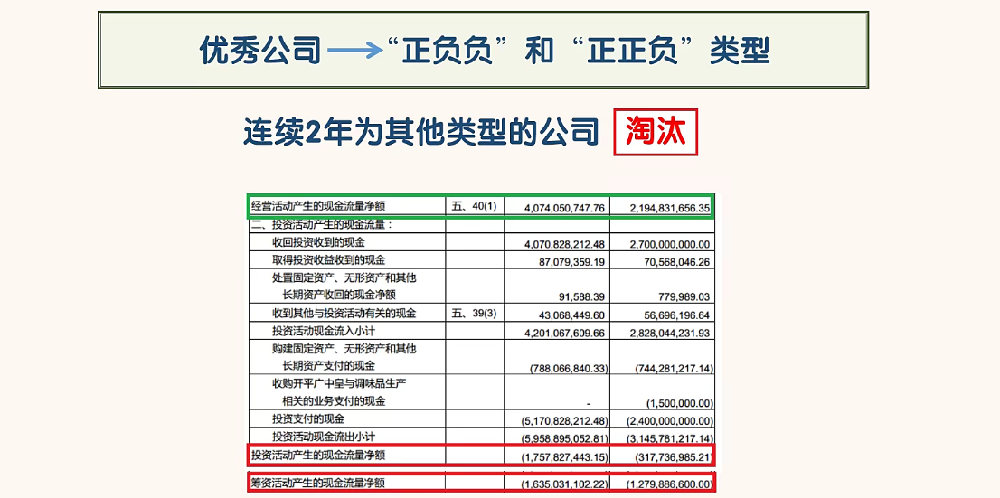 优秀公司→“正负负”和“正正负”类型
连续2年为其他类型的公司 淘汰
经营活动产生的现金流量净额 五、40(1) 4,074,050,747.76 2,194,831,656.35
二、投资活动产生的现金流量：
收回投资收到的现金 4,070,828,212.48 2,700,000,000.00
取得投资收益收到的现金 87,079,359.19 70,568,046.26
处置固定资产、无形资产和其他
长期资产收回的现金净额 91,588.39 779,989.03
收到其他与投资活动有关的现金 五、39(3) 43,068,449.60 56,696,196.64
投资活动现金流入小计 4,201,067,609.66 2,828,044,231.93
购建固定资产、无形资产和其他
长期资产支付的现金 (788,066,840.33) (744,281,217.14)
收购开平广中皇与调味品生产
相关的业务支付的现金 - (1,500,000.00)
投资支付的现金 (5,170,828,212.48) (2,400,000,000.00)
投资活动现金流出小计 (5,958,895,052.81) (3,145,781,217.14)
投资活动产生的现金流量净额 (1,757,827,443.15) (317,736,985.21)
筹资活动产生的现金流量净额 (1,635,031,102.22) (1,279,886,600.00)